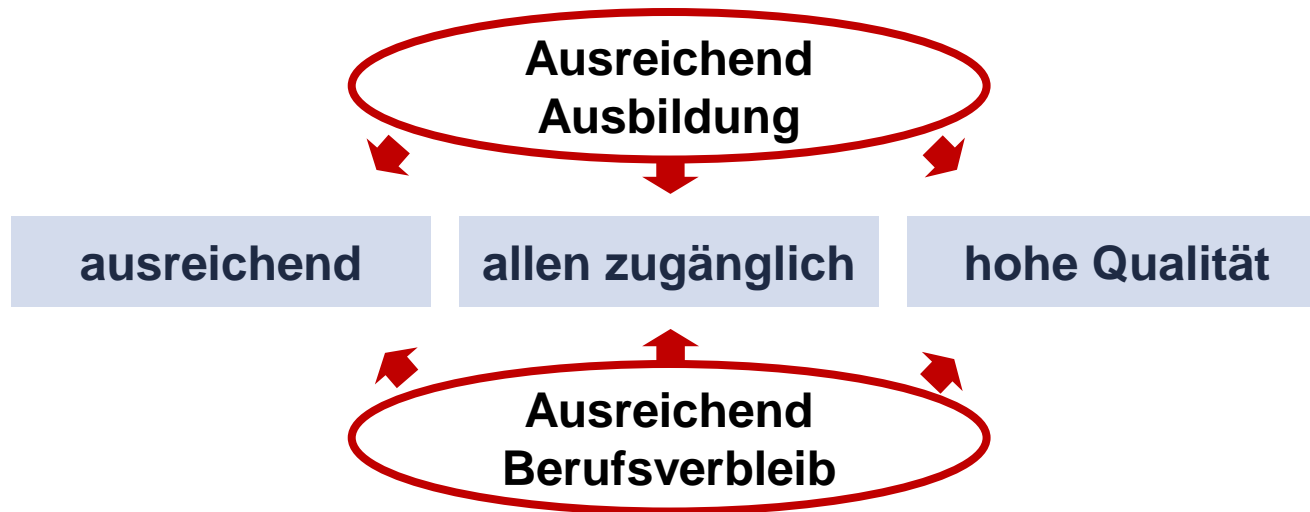 Ausreichend
Ausbildung
ausreichend
allen zugänglich
hohe Qualität
Ausreichend
Berufsverbleib